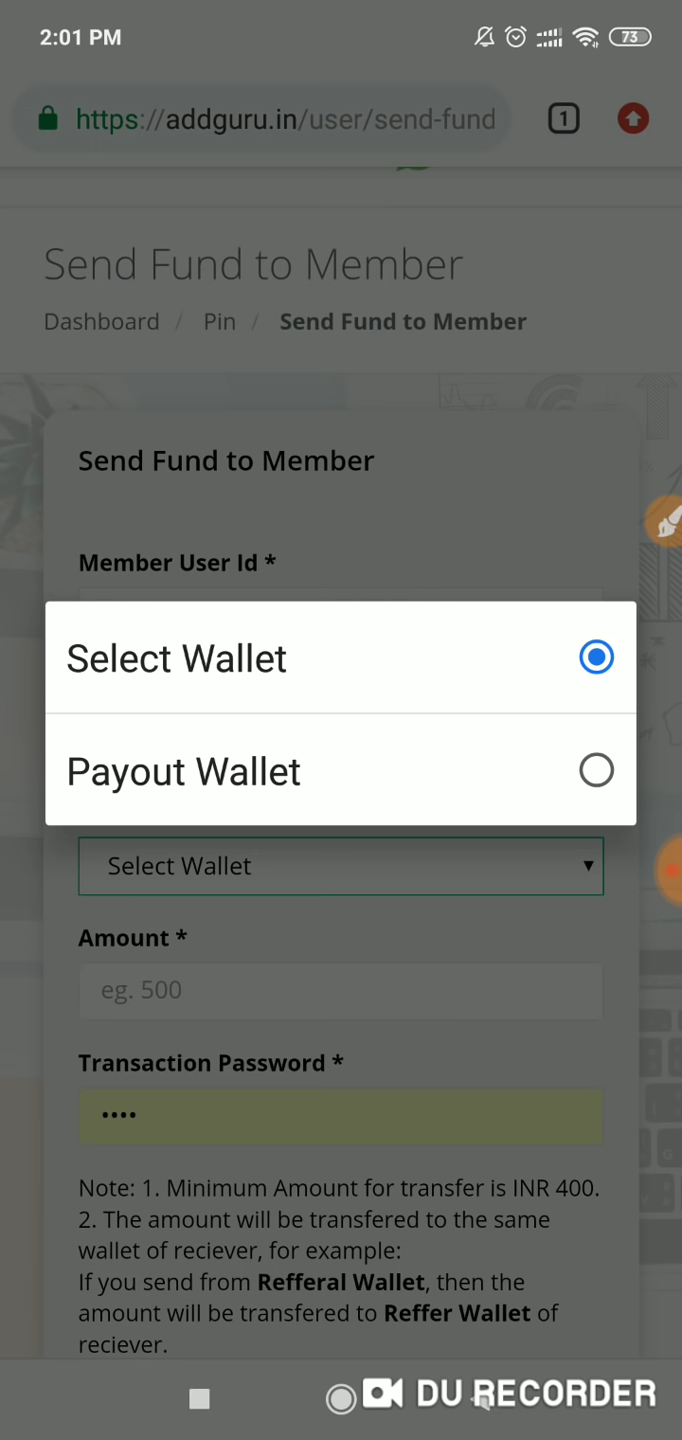 2:01 PM
73
https://addguru.in/user/send-fund
1
Send Fund to Member
Dashboard / Pin / Send Fund to Member
Send Fund to Member
Member User Id *
Select Wallet
Payout Wallet
Select Wallet
Amount *
eg. 500
Transaction Password *
••••
Note: 1. Minimum Amount for transfer is INR 400.
2. The amount will be transfered to the same
wallet of reciever, for example:
If you send from Refferal Wallet, then the
amount will be transfered to Reffer Wallet of
reciever.
DU RECORDER